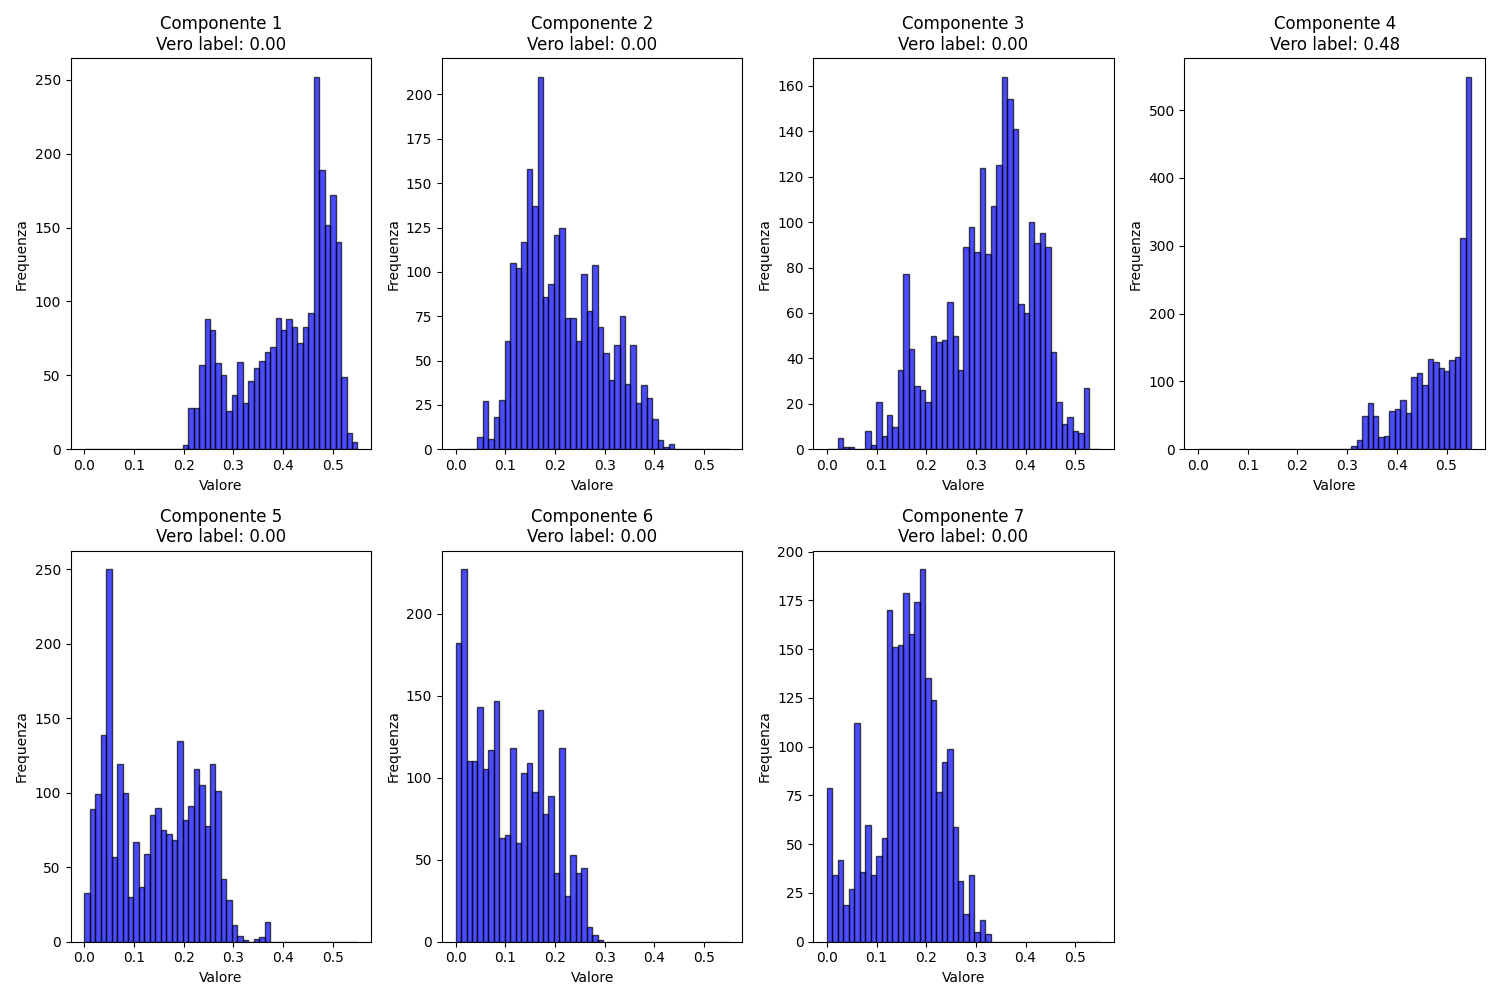 Componente 1
Vero label: 0.00
250
200
150
100
50
0
0.0 0.1 0.2 0.3 0.4 0.5
Frequenza
Valore
Componente 2
Vero label: 0.00
200
175
150
125
100
75
50
25
0
0.0 0.1 0.2 0.3 0.4 0.5
Frequenza
Valore
Componente 3
Vero label: 0.00
160
140
120
100
80
60
40
20
0
0.0 0.1 0.2 0.3 0.4 0.5
Frequenza
Valore
Componente 4
Vero label: 0.48
500
400
300
200
100
0
0.0 0.1 0.2 0.3 0.4 0.5
Frequenza
Valore
Componente 5
Vero label: 0.00
250
200
150
100
50
0
0.0 0.1 0.2 0.3 0.4 0.5
Frequenza
Valore
Componente 6
Vero label: 0.00
200
150
100
50
0
0.0 0.1 0.2 0.3 0.4 0.5
Frequenza
Valore
Componente 7
Vero label: 0.00
200
175
150
125
100
75
50
25
0
0.0 0.1 0.2 0.3 0.4 0.5
Frequenza
Valore